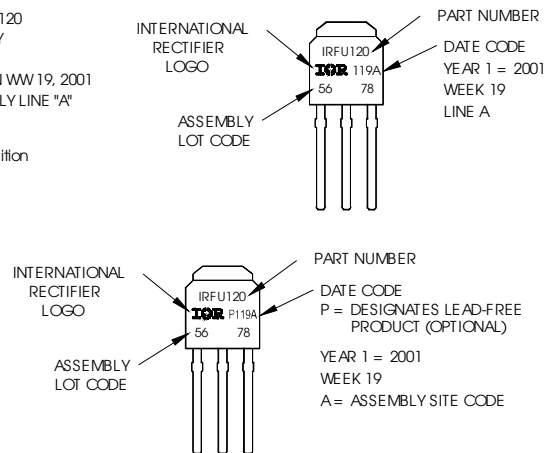 120
Y
N WW 19, 2001
LY LINE "A"
ition
INTERNATIONAL
RECTIFIER
LOGO
ASSEMBLY
LOT CODE
IRFU120
IOR 119A
56 78
PART NUMBER
DATE CODE
YEAR 1 = 2001
WEEK 19
LINE A
INTERNATIONAL
RECTIFIER
LOGO
ASSEMBLY
LOT CODE
IRFU120
IOR P119A
56 78
PART NUMBER
DATE CODE
P = DESIGNATES LEAD-FREE
PRODUCT (OPTIONAL)
YEAR 1 = 2001
WEEK 19
A = ASSEMBLY SITE CODE